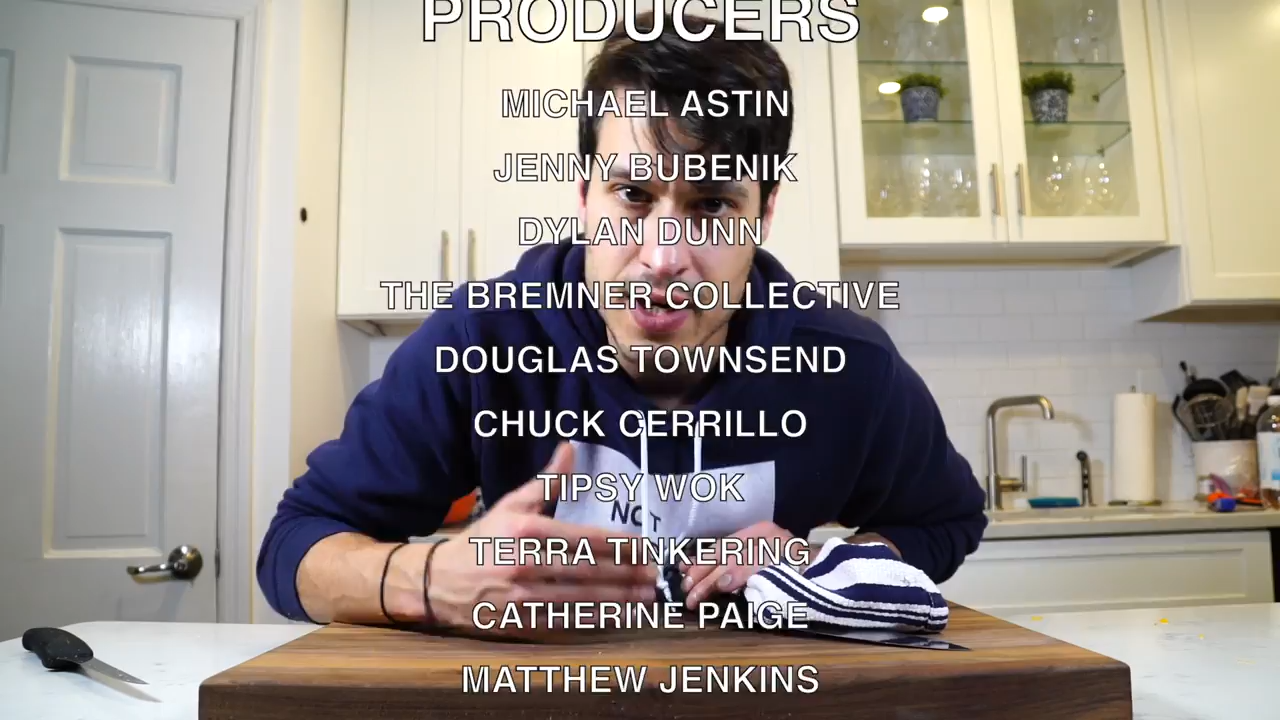 PRODUCERS
MICHAEL ASTIN
JENNY BUBENIK
DYLAN DUNN
THE BREMNER COLLECTIVE
DOUGLAS TOWNSEND
CHUCK CERRILLO
TIPSY WOK
NOT
TERRA TINKERING
CATHERINE PAIGE
MATTHEW JENKINS